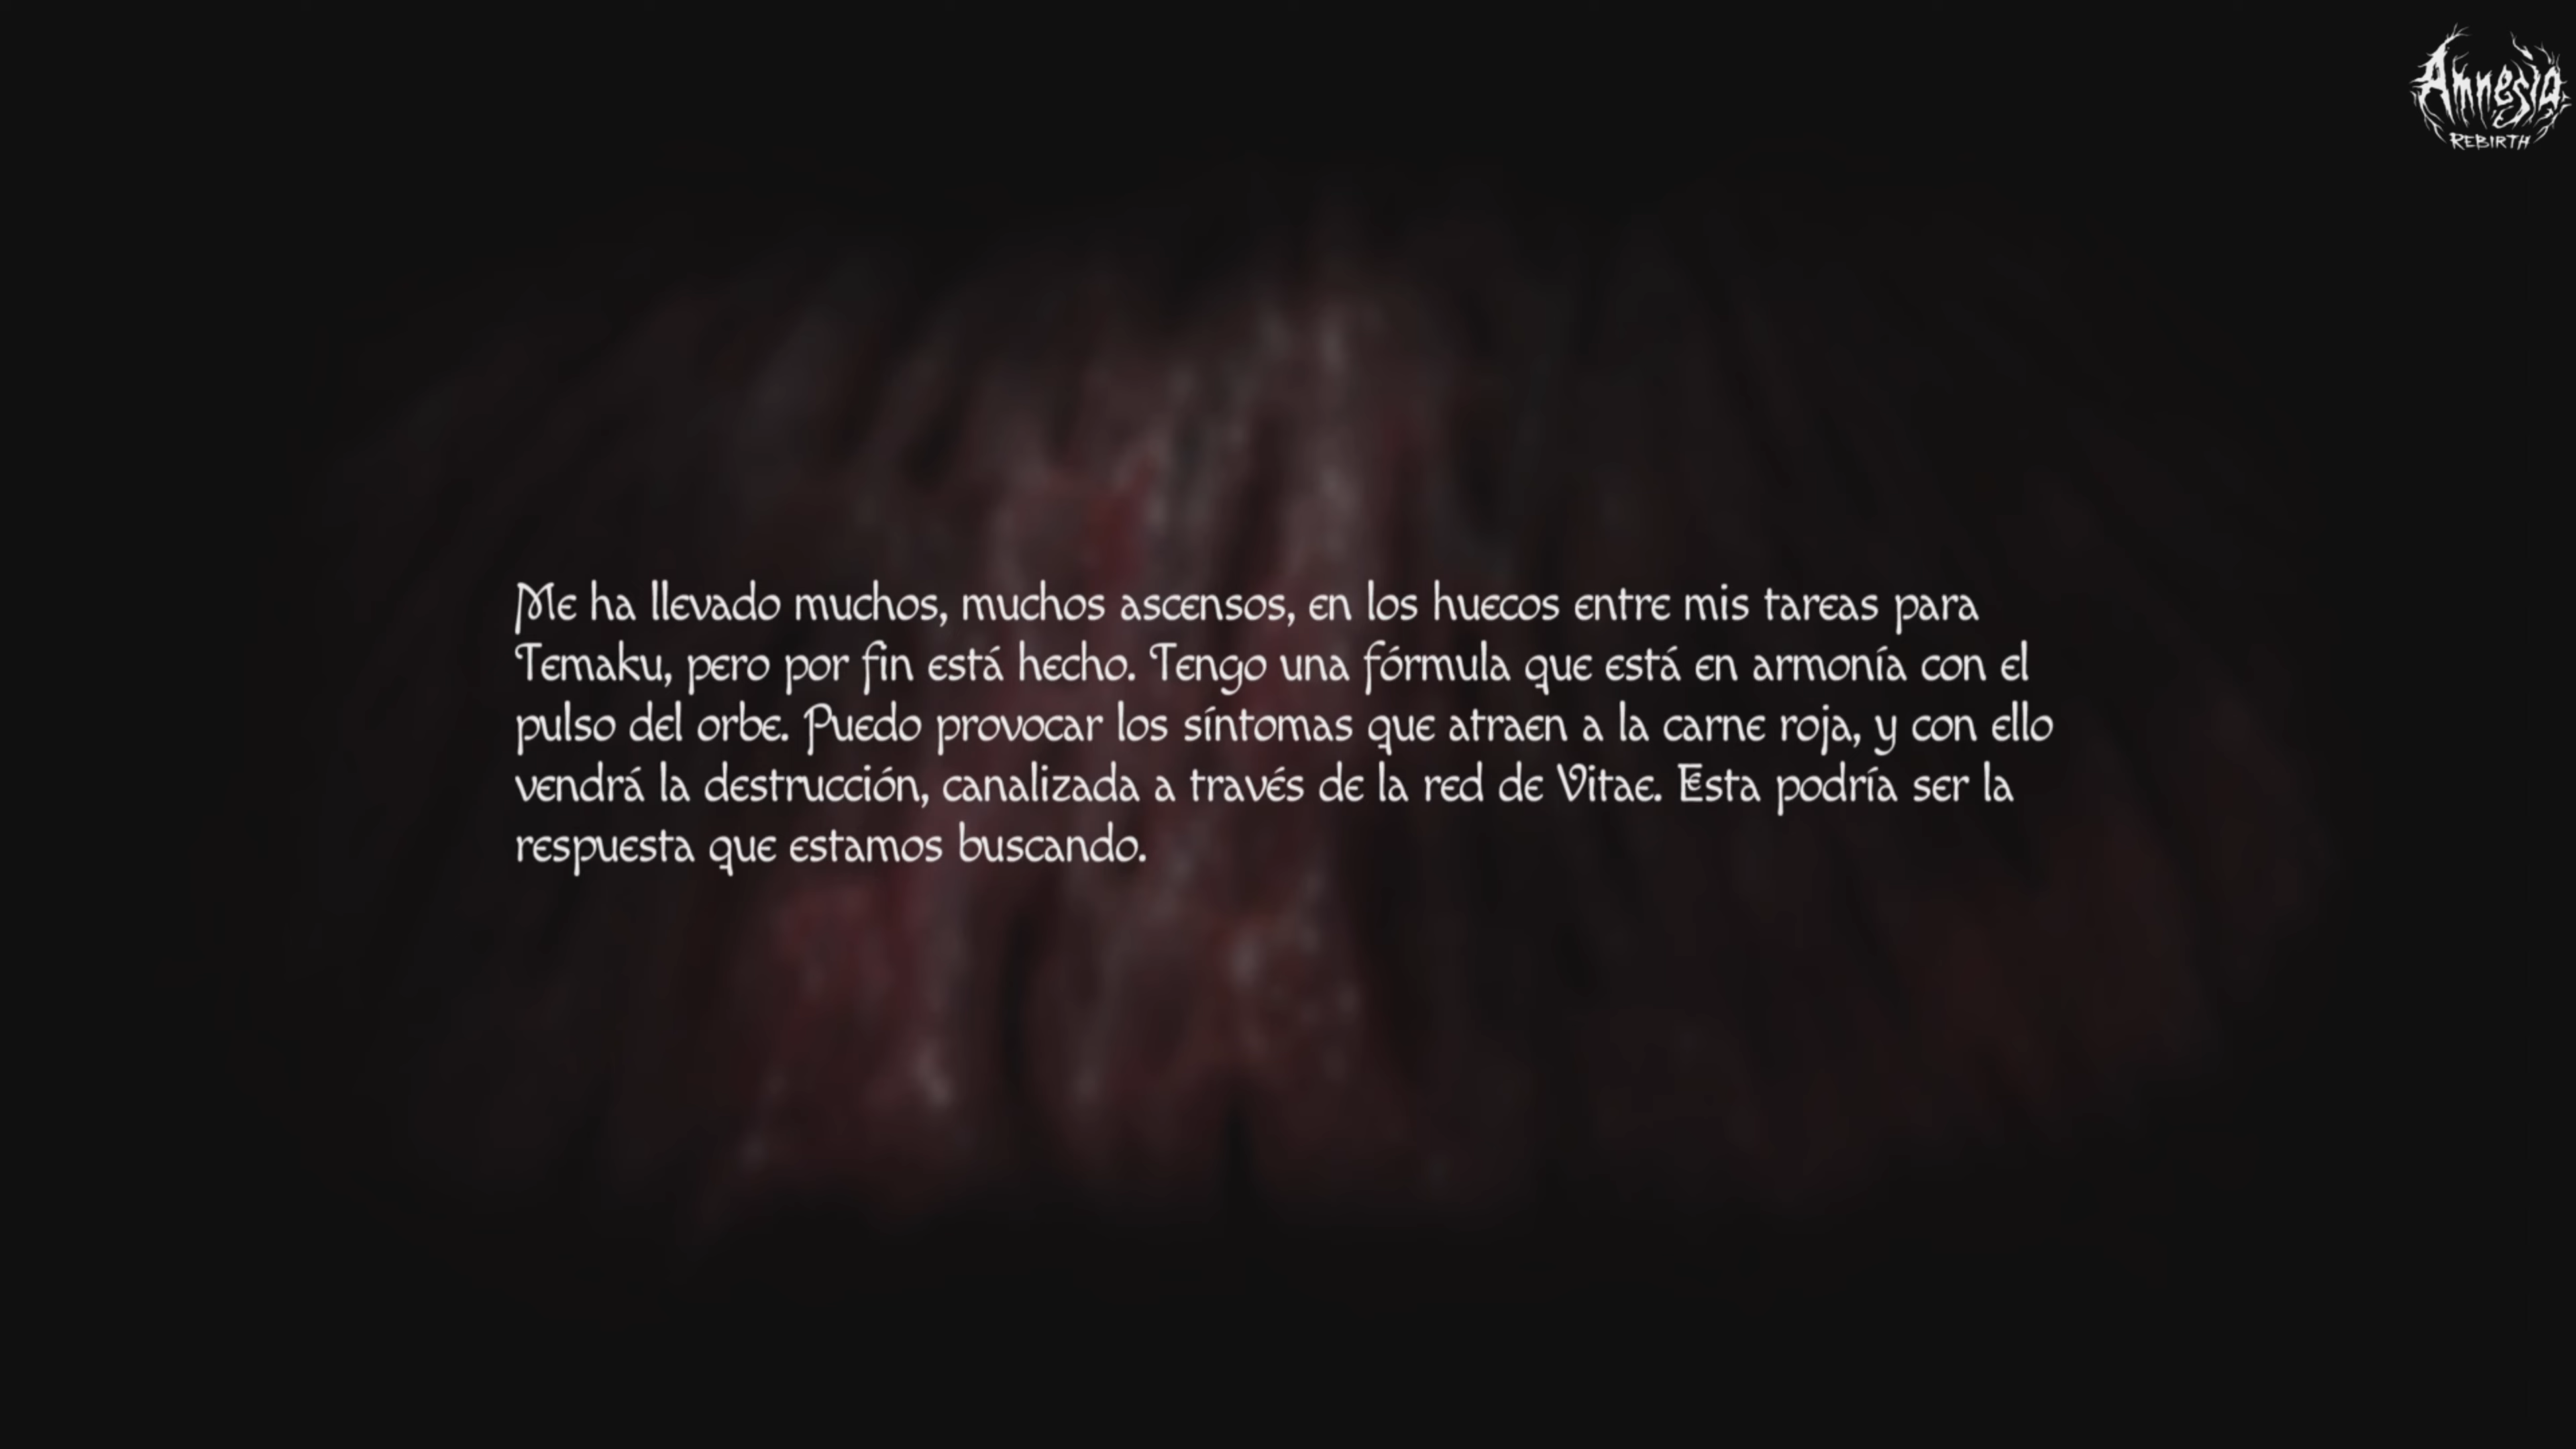 Amnesia
REBIRTH
Me ha llevado muchos, muchos ascensos, en los huecos entre mis tareas para
Temaku, pero por fin está hecho. Tengo una fórmula que está en armonía con el
pulso del orbe. Puedo provocar los síntomas que atraen a la carne roja, y con ello
vendrá la destrucción, canalizada a través de la red de Vitae. Esta podría ser la
respuesta que estamos buscando.